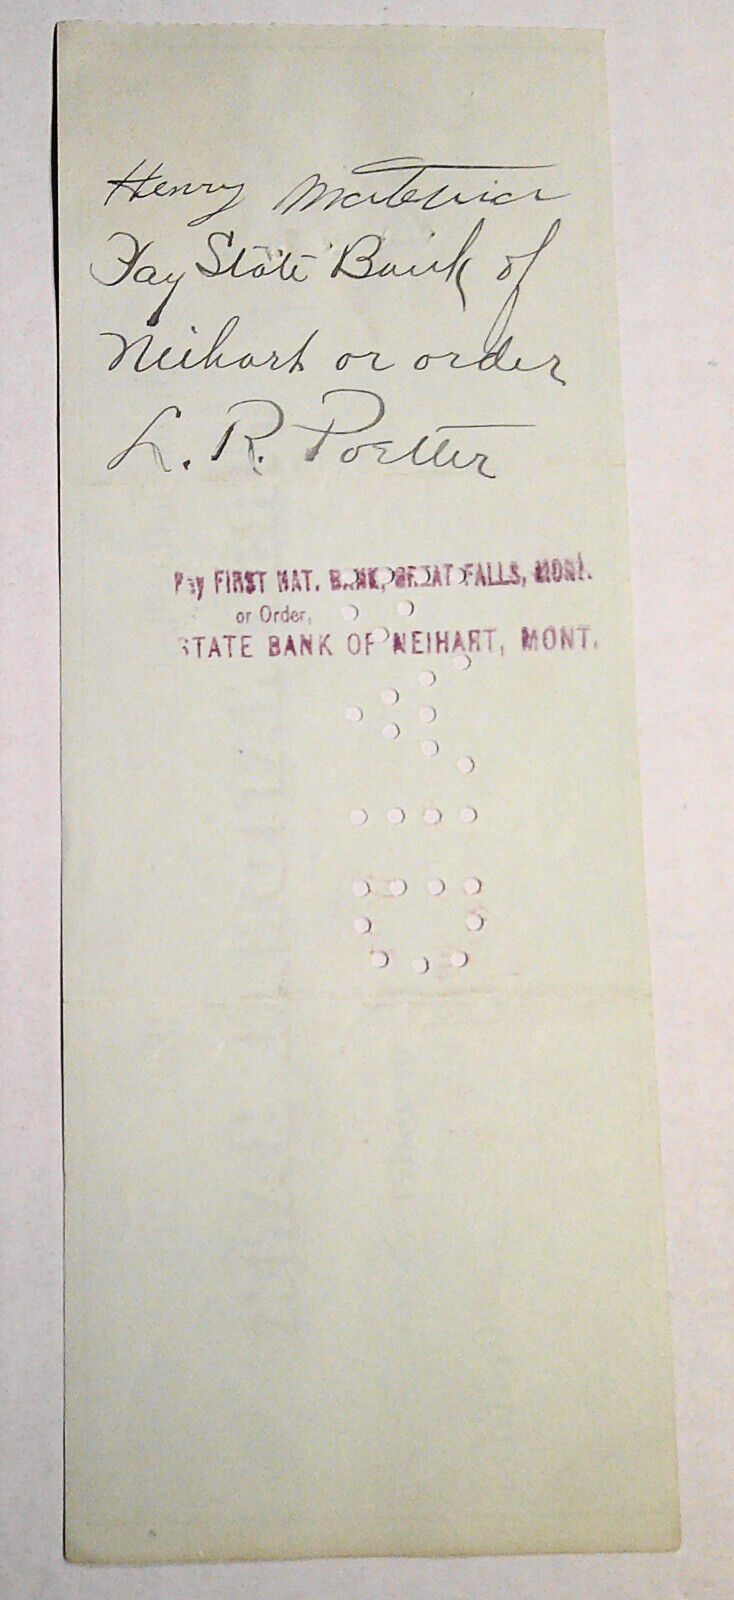 Henry
Pay State Bank of
Neihart or order
L. R. Poetter
Pay FIRST NAT. BANK, GREAT FALLS, MONT.
or Order,
STATE BANK OF NEIHART, MONT.